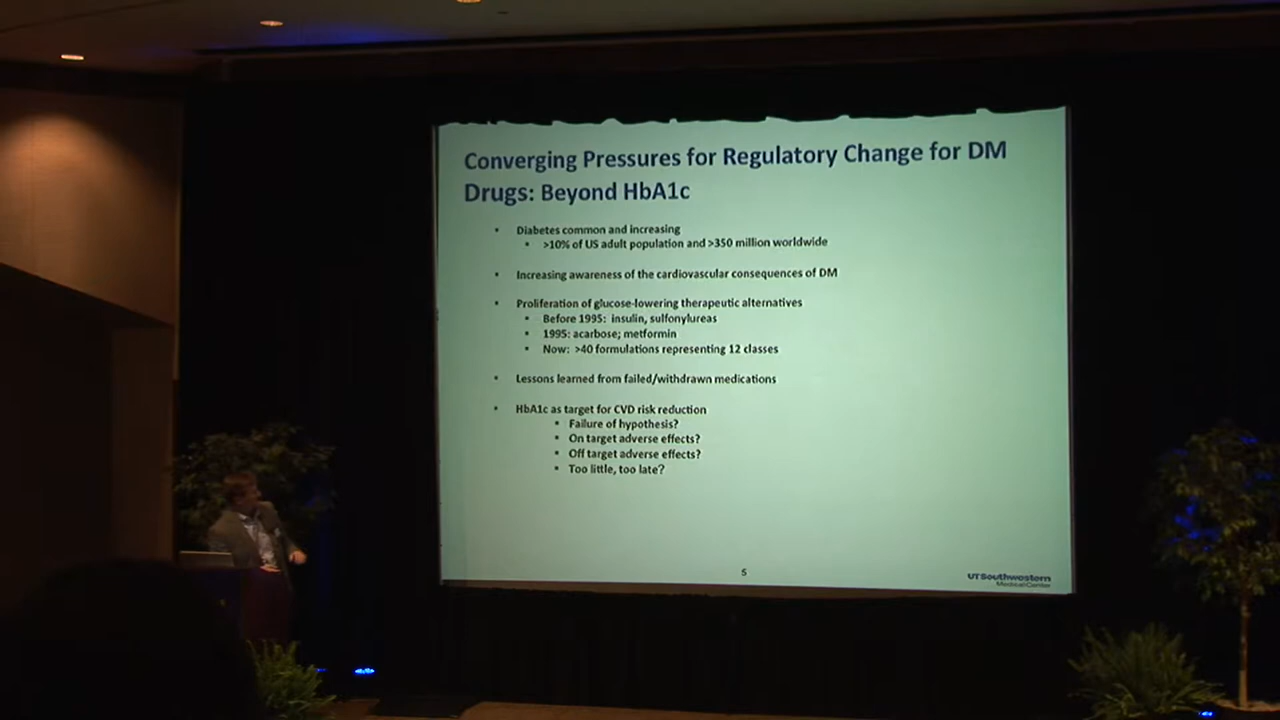 Converging Pressures for Regulatory Change for DM
Drugs: Beyond HbA1c
▪ Diabetes common and increasing
▪ >10% of US adult population and >350 million worldwide
▪ Increasing awareness of the cardiovascular consequences of DM
▪ Proliferation of glucose-lowering therapeutic alternatives
▪ Before 1995: insulin, sulfonylureas
▪ 1995: acarbose; metformin
▪ Now: >40 formulations representing 12 classes
▪ Lessons learned from failed/withdrawn medications
▪ HbA1c as target for CVD risk reduction
▪ Failure of hypothesis?
▪ On target adverse effects?
▪ Off target adverse effects?
▪ Too little, too late?
5
UTSouthwestern
Medical Center